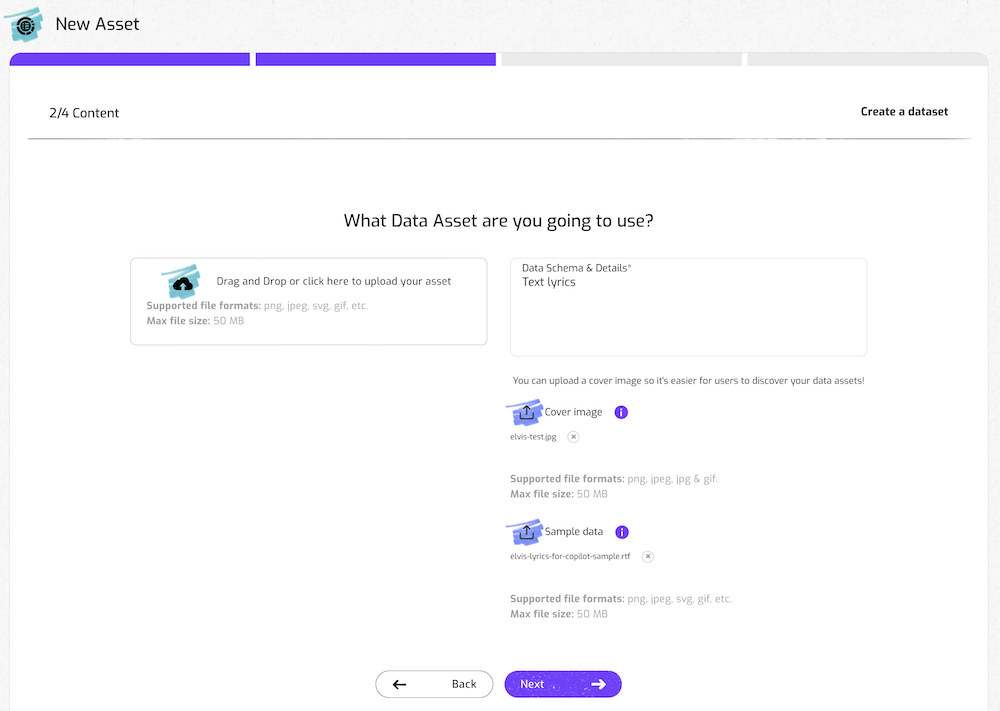 New Asset
2/4 Content
Create a dataset
What Data Asset are you going to use?
Drag and Drop or click here to upload your asset
Supported file formats: png, jpeg, svg, gif, etc.
Max file size: 50 MB
Data Schema & Details*
Text lyrics
You can upload a cover image so it's easier for users to discover your data assets!
Cover image
elvis-test.jpg
Supported file formats: png, jpeg, jpg & gif.
Max file size: 50 MB
Sample data
elvis-lyrics-for-copilot-sample.rtf
Supported file formats: png, jpeg, svg, gif, etc.
Max file size: 50 MB
Back
Next